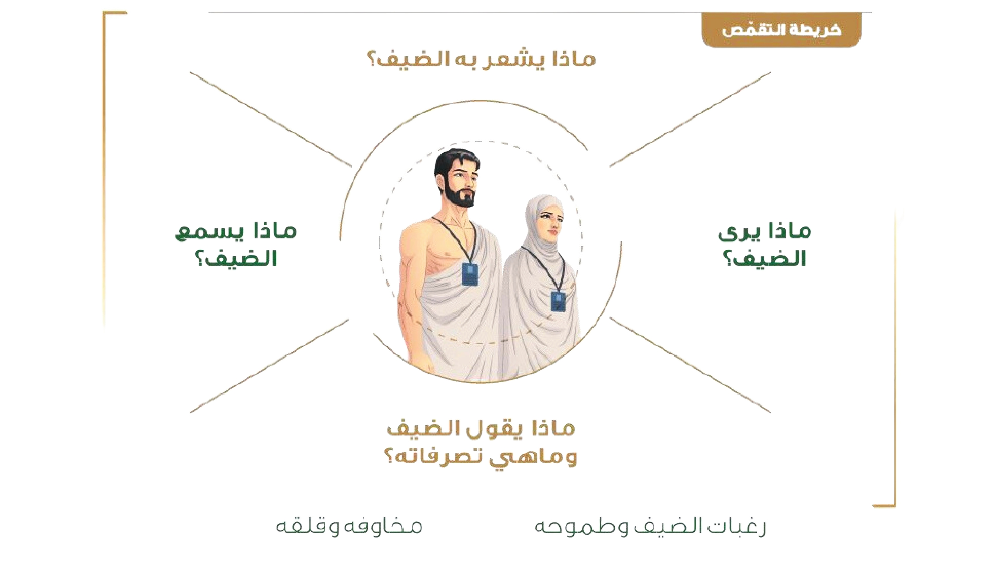 خريطة التقمّص
ماذا يشعر به الضيف؟
ماذا يرى
الضيف؟
ماذا يسمع
الضيف؟
ماذا يقول الضيف
وماهي تصرفاته؟
رغبات الضيف وطموحه
مخاوفه وقلقه